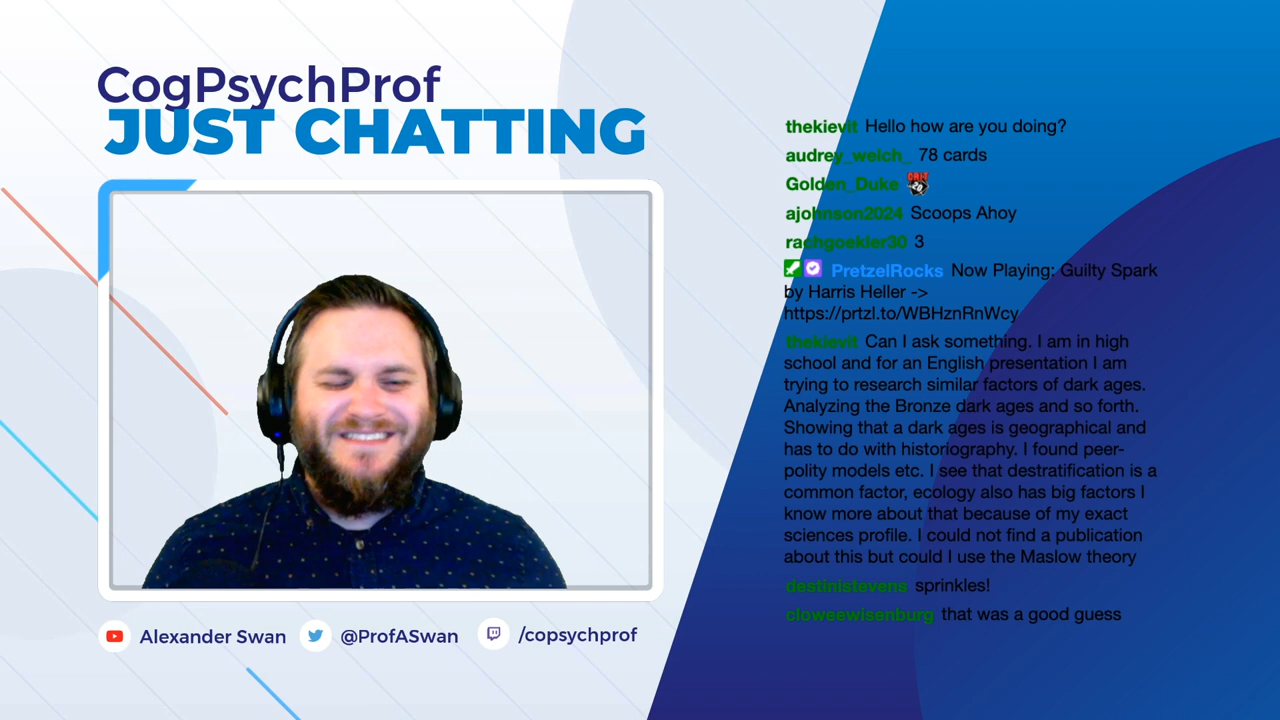 CogPsychProf
JUST CHATTING
Alexander Swan
@ProfASwan
/copsychprof
thekievit Hello how are you doing?
audrey_welch_ 78 cards
Golden_Duke
ajohnson2024 Scoops Ahoy
rachgoekler30 3
PretzelRocks Now Playing: Guilty Spark
by Harris Heller ->
https://prtzl.to/WBHznRnWcy
thekievit Can I ask something. I am in high
school and for an English presentation I am
trying to research similar factors of dark ages.
Analyzing the Bronze dark ages and so forth.
Showing that a dark ages is geographical and
has to do with historiography. I found peer-
polity models etc. I see that destratification is a
common factor, ecology also has big factors I
know more about that because of my exact
sciences profile. I could not find a publication
about this but could I use the Maslow theory
destinistevens sprinkles!
cloweewisenburg that was a good guess